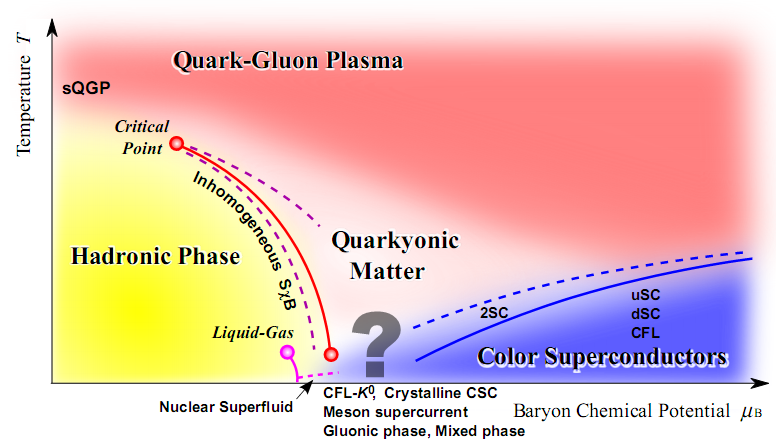 Temperature T
Quark-Gluon Plasma
sQGP
Critical
Point
Inhomogeneous SχB
Hadronic Phase
Quarkyonic
Matter
Liquid-Gas
?
2SC
uSC
dSC
CFL
Color Superconductors
Nuclear Superfluid
CFL-K⁰, Crystalline CSC
Meson supercurrent
Gluonic phase, Mixed phase
Baryon Chemical Potential μB